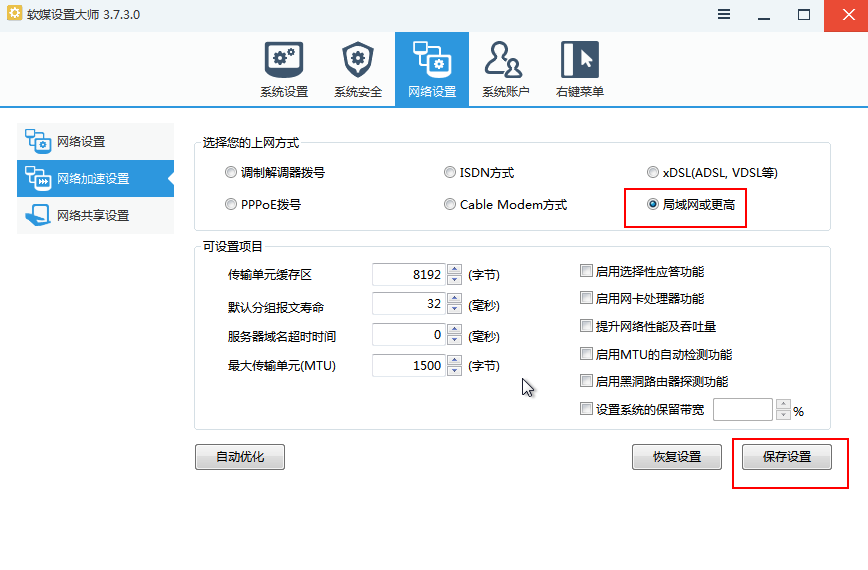 软媒设置大师 3.7.3.0
系统设置 系统安全 网络设置 系统账户 右键菜单
网络设置
网络加速设置
网络共享设置
选择您的上网方式
调制解调器拨号 ISDN方式 xDSL(ADSL, VDSL等)
PPPoE拨号 Cable Modem方式 局域网或更高
可设置项目
传输单元缓存区 8192 (字节)
默认分组报文寿命 32 (毫秒)
服务器域名超时时间 0 (毫秒)
最大传输单元(MTU) 1500 (字节)
启用选择性应答功能
启用网卡处理器功能
提升网络性能及吞吐量
启用MTU的自动检测功能
启用黑洞路由器探测功能
设置系统的保留带宽 %
自动优化 恢复设置 保存设置